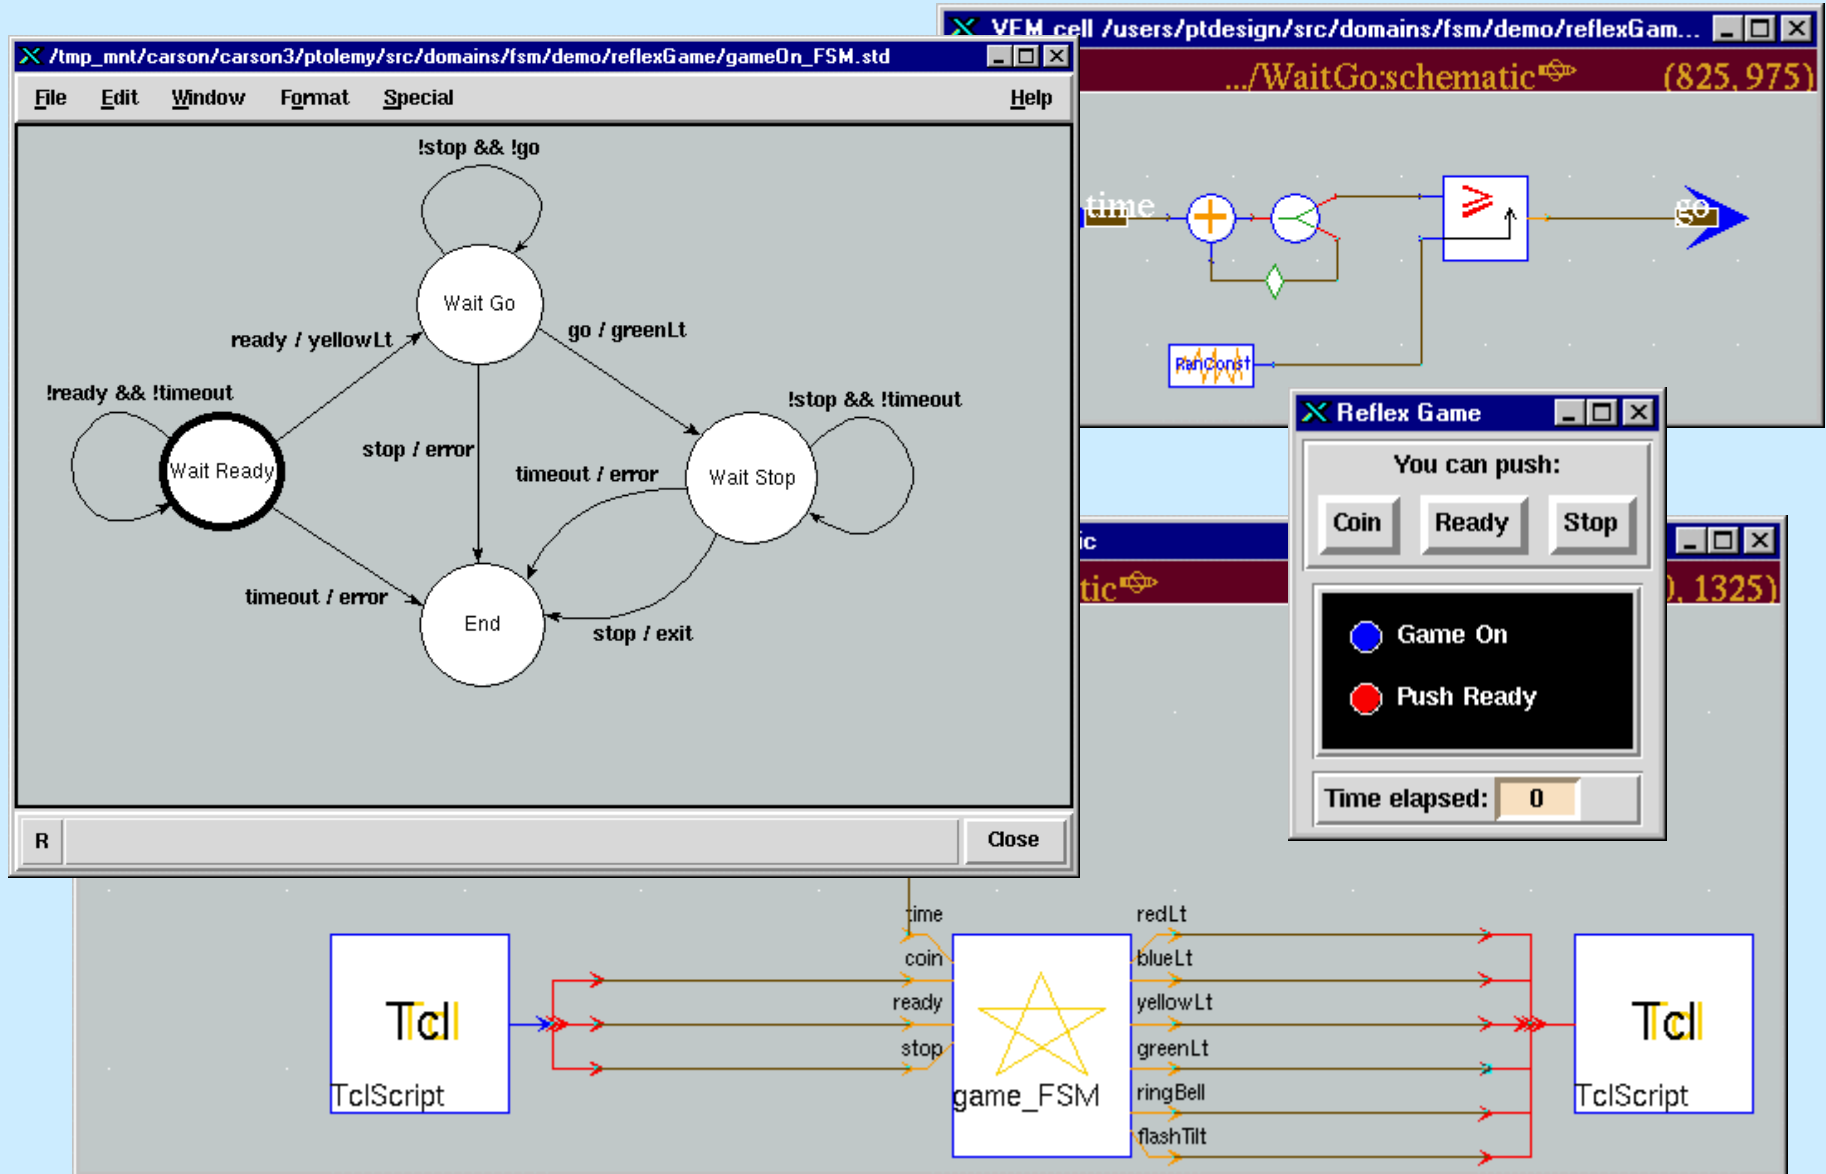 /tmp_mnt/carson/carson3/ptolemy/src/domains/fsm/demo/reflexGame/gameOn_FSM.std
File Edit Window Format Special Help
!stop && !go
Wait Go
ready / yellowLt
go / greenLt
!ready && !timeout
!stop && !timeout
Wait Ready
stop / error
timeout / error
Wait Stop
timeout / error
End
stop / exit
R
Close
VEM cell /users/ptdesign/src/domains/fsm/demo/reflexGam...
.../WaitGo:schematic (825, 975)
time
go
RanConst
Reflex Game
You can push:
Coin Ready Stop
Game On
Push Ready
Time elapsed: 0
ic
tic , 1325)
time
coin
ready
stop
redLt
blueLt
yellowLt
greenLt
ringBell
flashTilt
Tcl
TclScript
game_FSM
Tcl
TclScript